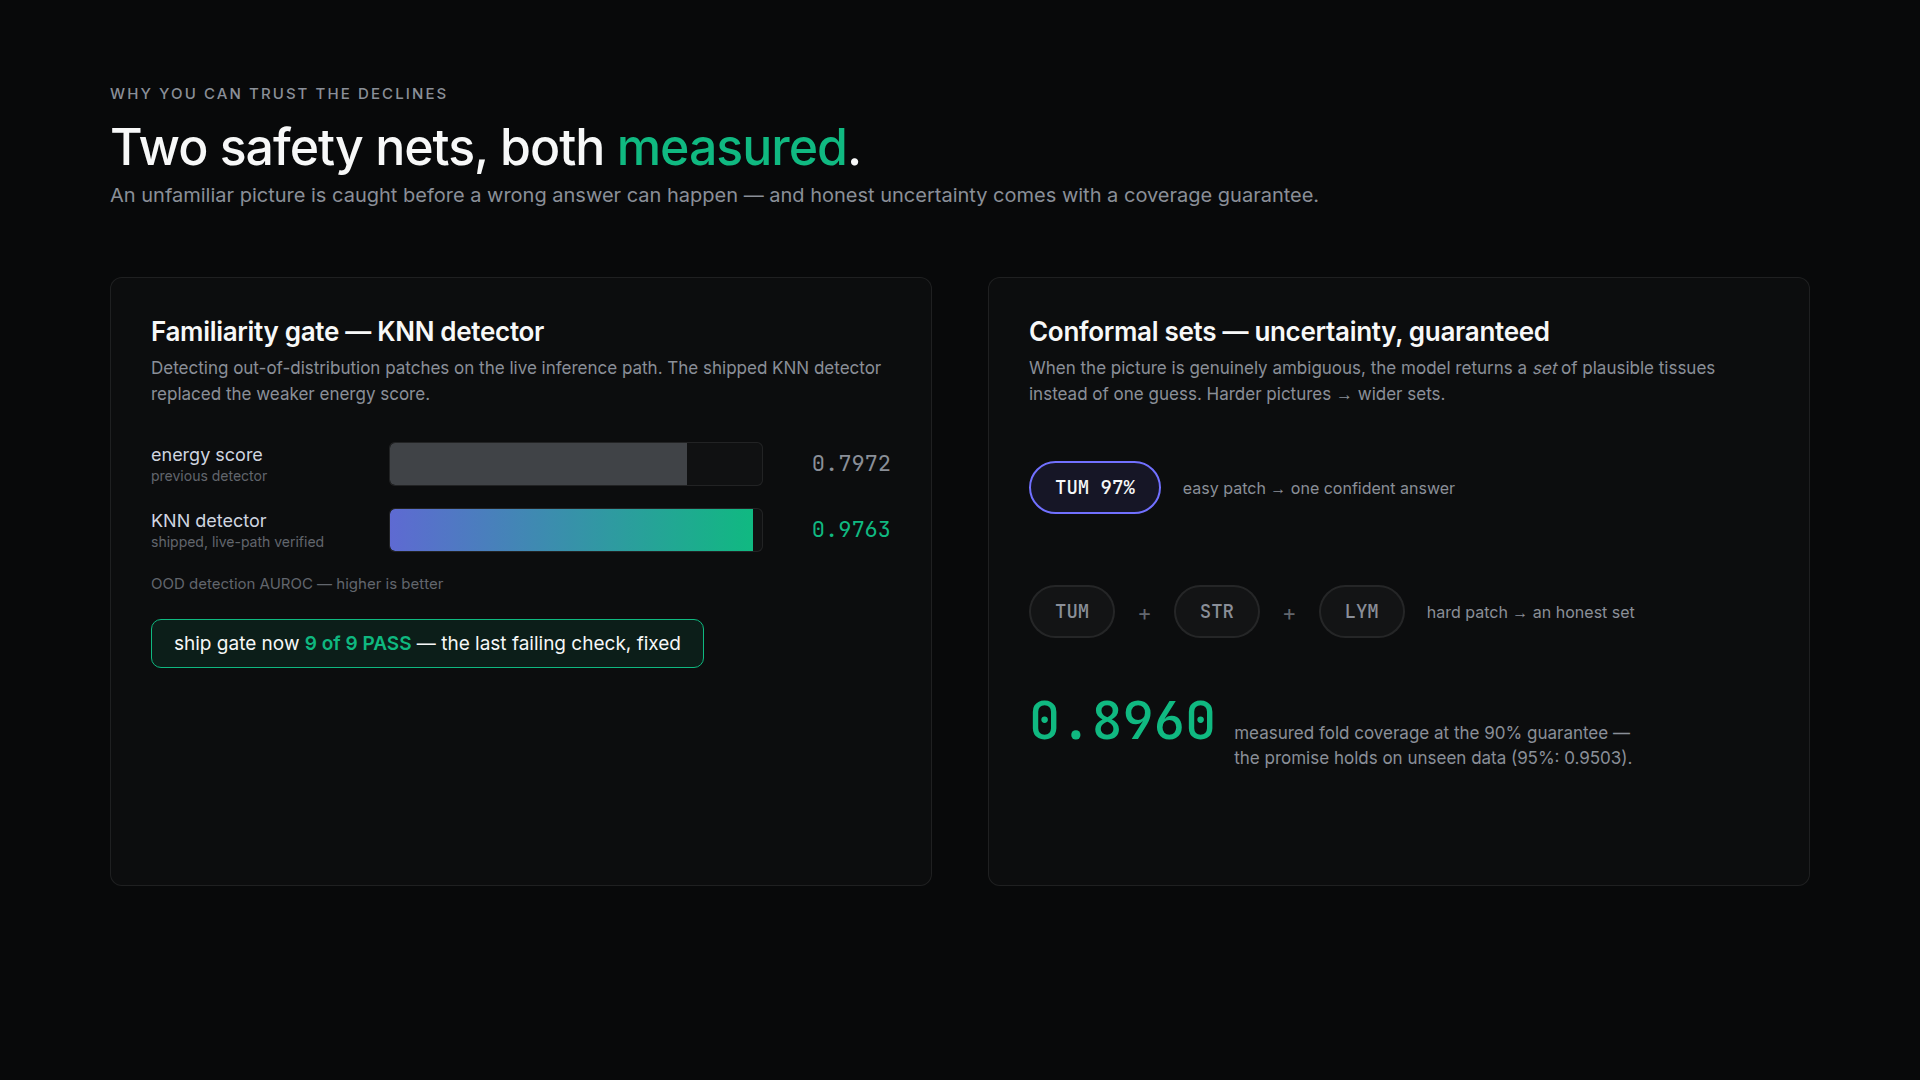 WHY YOU CAN TRUST THE DECLINES
Two safety nets, both measured.
An unfamiliar picture is caught before a wrong answer can happen — and honest uncertainty comes with a coverage guarantee.
Familiarity gate — KNN detector
Detecting out-of-distribution patches on the live inference path. The shipped KNN detector
replaced the weaker energy score.
energy score
previous detector
0.7972
KNN detector
shipped, live-path verified
0.9763
OOD detection AUROC — higher is better
ship gate now 9 of 9 PASS — the last failing check, fixed
Conformal sets — uncertainty, guaranteed
When the picture is genuinely ambiguous, the model returns a set of plausible tissues
instead of one guess. Harder pictures → wider sets.
TUM 97% easy patch → one confident answer
TUM + STR + LYM hard patch → an honest set
0.8960 measured fold coverage at the 90% guarantee —
the promise holds on unseen data (95%: 0.9503).